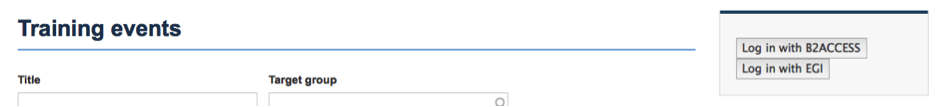 Training events
Title
Target group
Log in with B2ACCESS
Log in with EGI